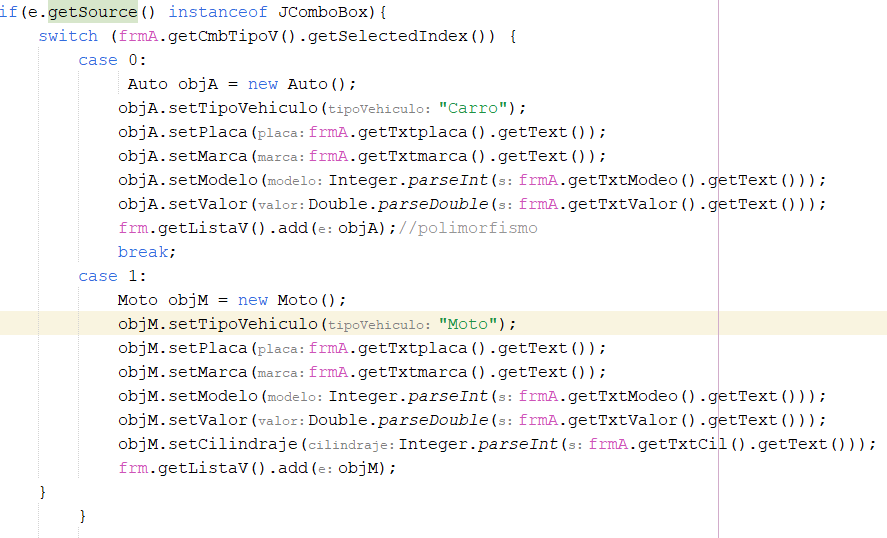 if(e.getSource() instanceof JComboBox){
switch (frmA.getCmbTipoV().getSelectedIndex()) {
case 0:
Auto objA = new Auto();
objA.setTipoVehiculo(tipoVehiculo: "Carro");
objA.setPlaca(placa: frmA.getTxtplaca().getText());
objA.setMarca(marca: frmA.getTxtmarca().getText());
objA.setModelo(modelo: Integer.parseInt(s: frmA.getTxtModeo().getText()));
objA.setValor(valor: Double.parseDouble(s: frmA.getTxtValor().getText()));
frm.getListaV().add(e: objA);//polimorfismo
break;
case 1:
Moto objM = new Moto();
objM.setTipoVehiculo(tipoVehiculo: "Moto");
objM.setPlaca(placa: frmA.getTxtplaca().getText());
objM.setMarca(marca: frmA.getTxtmarca().getText());
objM.setModelo(modelo: Integer.parseInt(s: frmA.getTxtModeo().getText()));
objM.setValor(valor: Double.parseDouble(s: frmA.getTxtValor().getText()));
objM.setCilindraje(cilindraje: Integer.parseInt(s: frmA.getTxtCil().getText()));
frm.getListaV().add(e: objM);
}
}